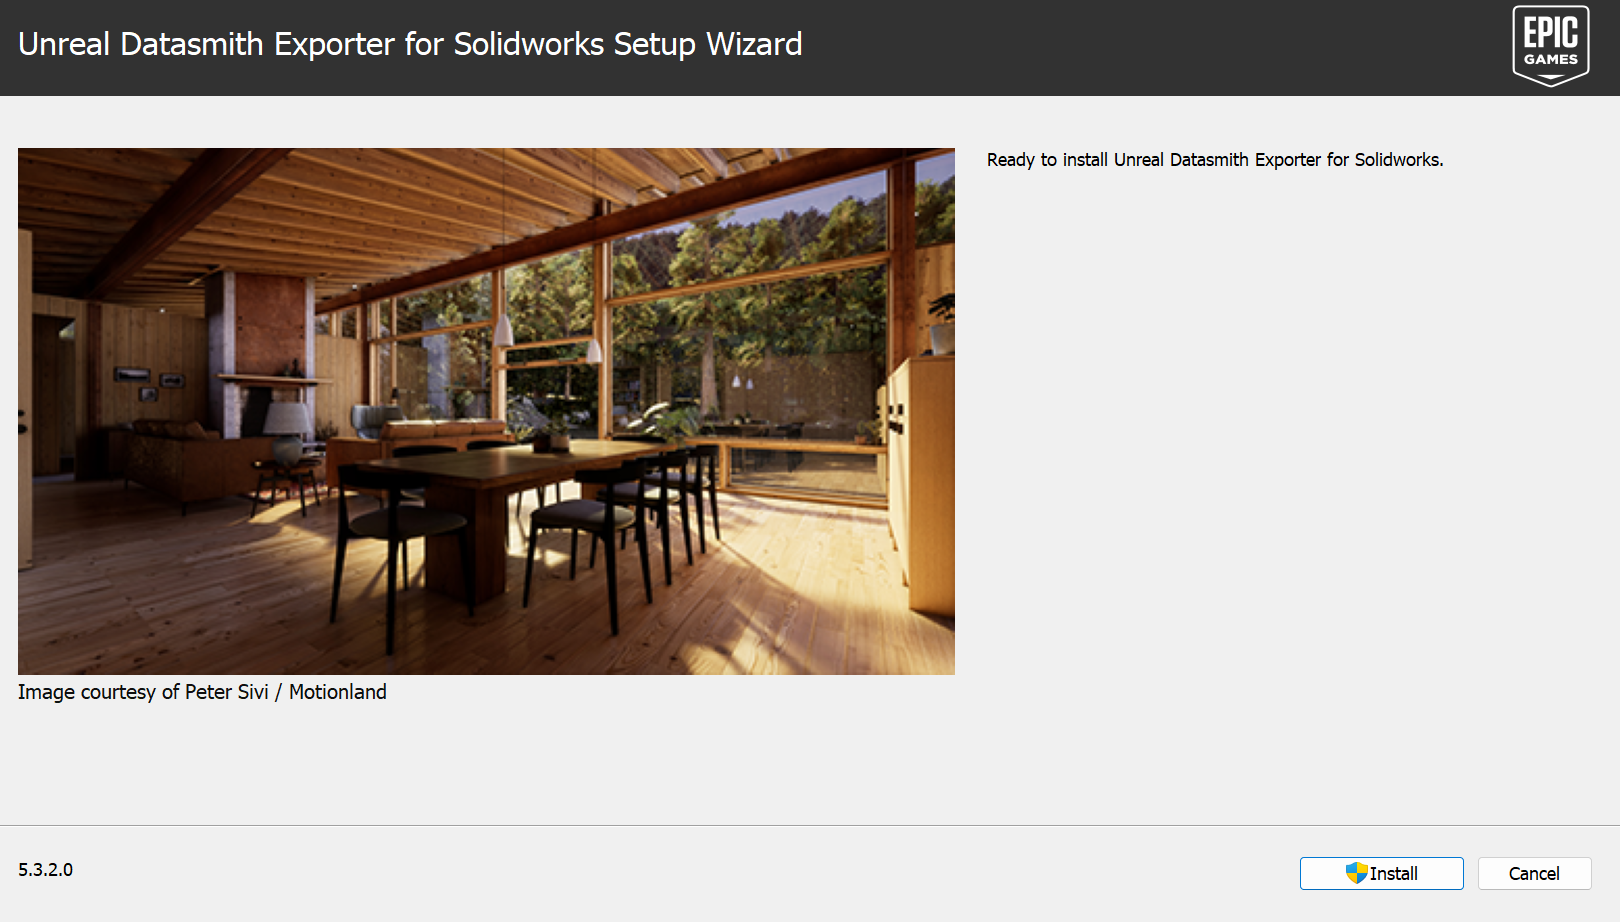 Unreal Datasmith Exporter for Solidworks Setup Wizard
EPIC
GAMES
Ready to install Unreal Datasmith Exporter for Solidworks.
Image courtesy of Peter Sivi / Motionland
5.3.2.0
Install
Cancel